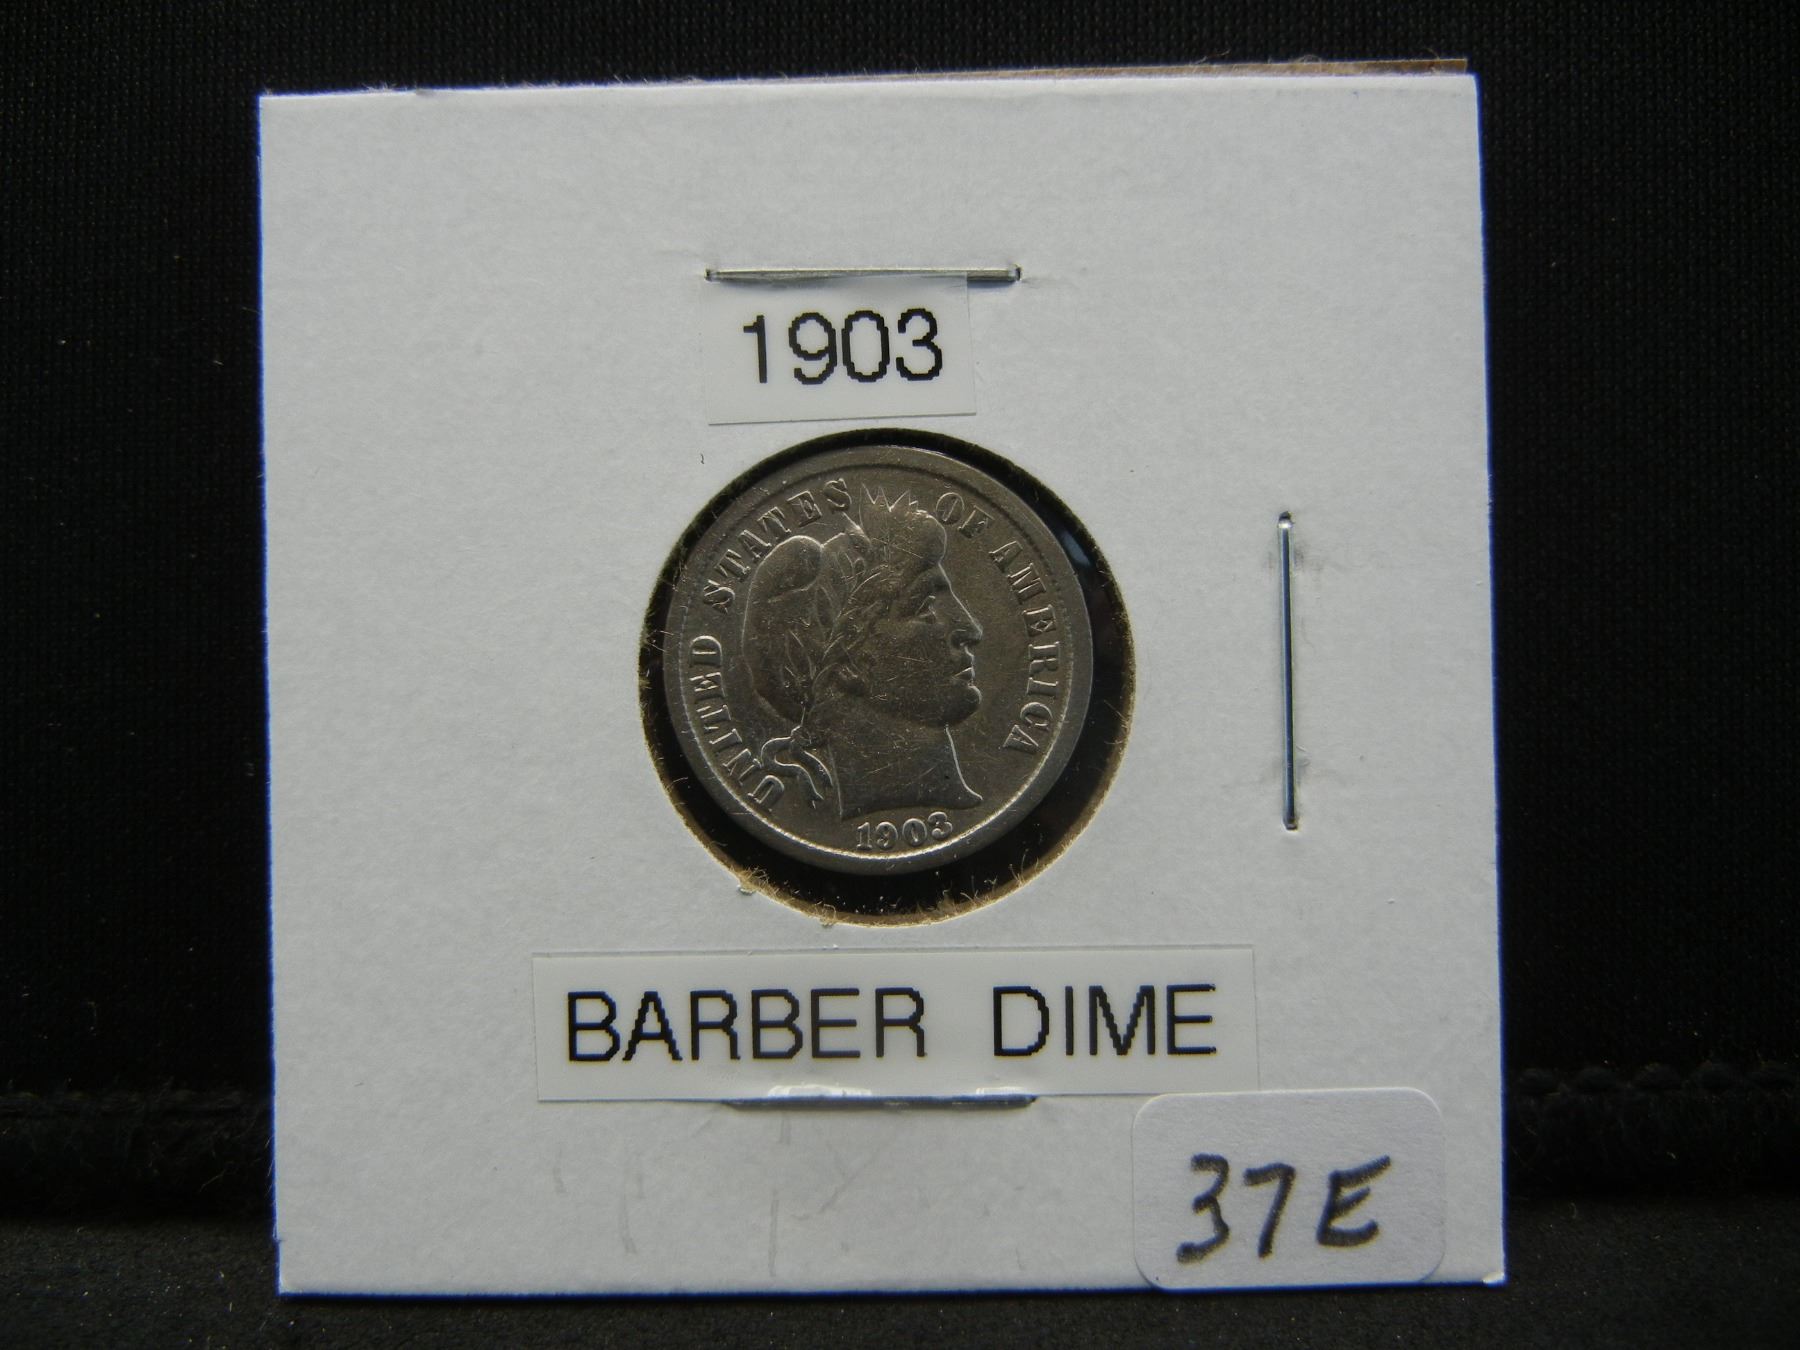 1903
UNITED STATES OF AMERICA
1903
BARBER DIME
37E